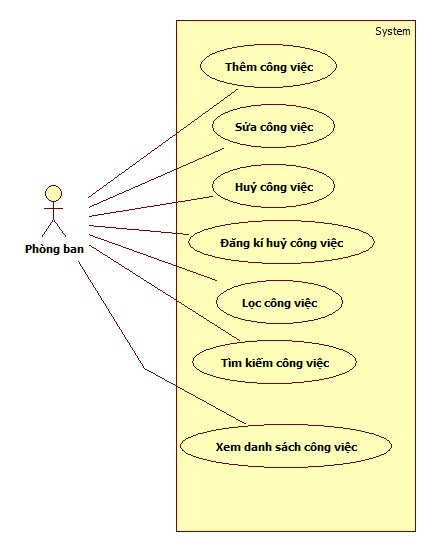 System
Thêm công việc
Sửa công việc
Huỷ công việc
Đăng kí huỷ công việc
Phòng ban
Lọc công việc
Tìm kiếm công việc
Xem danh sách công việc